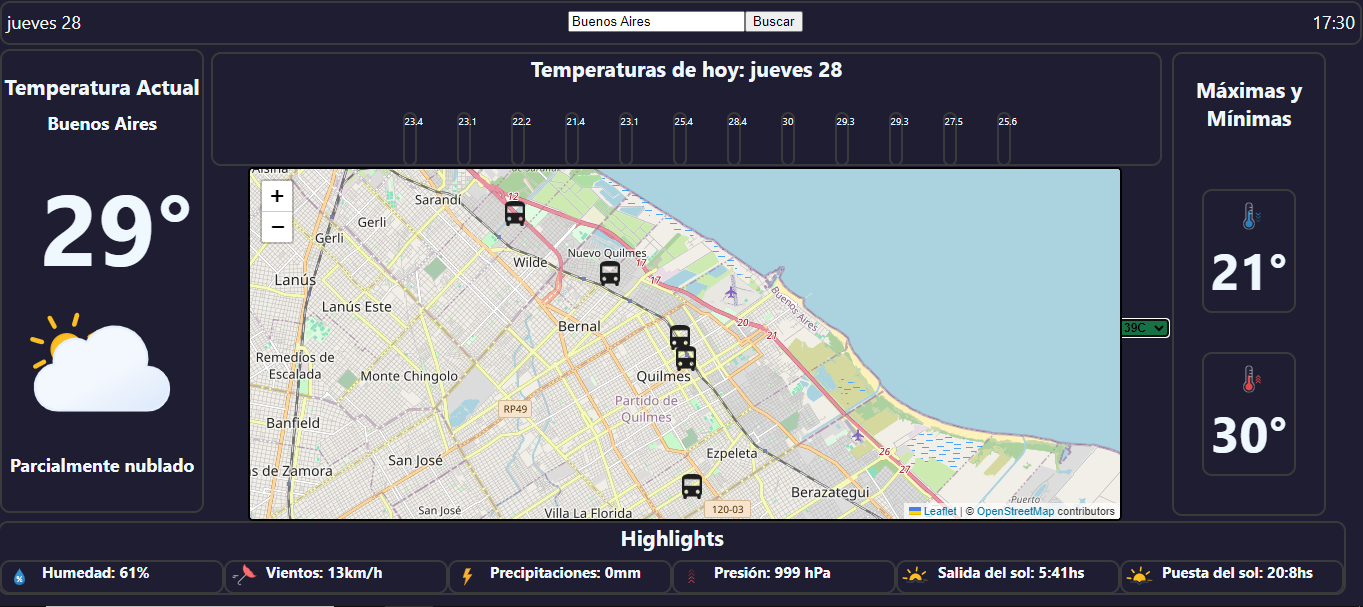 jueves 28
Buenos Aires
Buscar
17:30
Temperatura Actual
Buenos Aires
29°
Parcialmente nublado
Temperaturas de hoy: jueves 28
23.4 23.1 22.2 21.4 23.1 25.4 28.4 30 29.3 29.3 27.5 25.6
+
−
12
Sarandí
Gerli
Gerli
Nuevo Quilmes
17
Wilde
17
Lanús
Buenos Aires
Lanús Este
20
Bernal
21
Remedios de
Escalada
Monte Chingolo
Quilmes
RP49
Partido de
Quilmes
Banfield
26
Ezpeleta
San José
27
as de Zamora
Berazategui
Puerto
San José
Villa La Florida
120-03
Leaflet | © OpenStreetMap contributors
39C
Máximas y
Mínimas
21°
30°
Highlights
Humedad: 61%
Vientos: 13km/h
Precipitaciones: 0mm
Presión: 999 hPa
Salida del sol: 5:41hs
Puesta del sol: 20:8hs